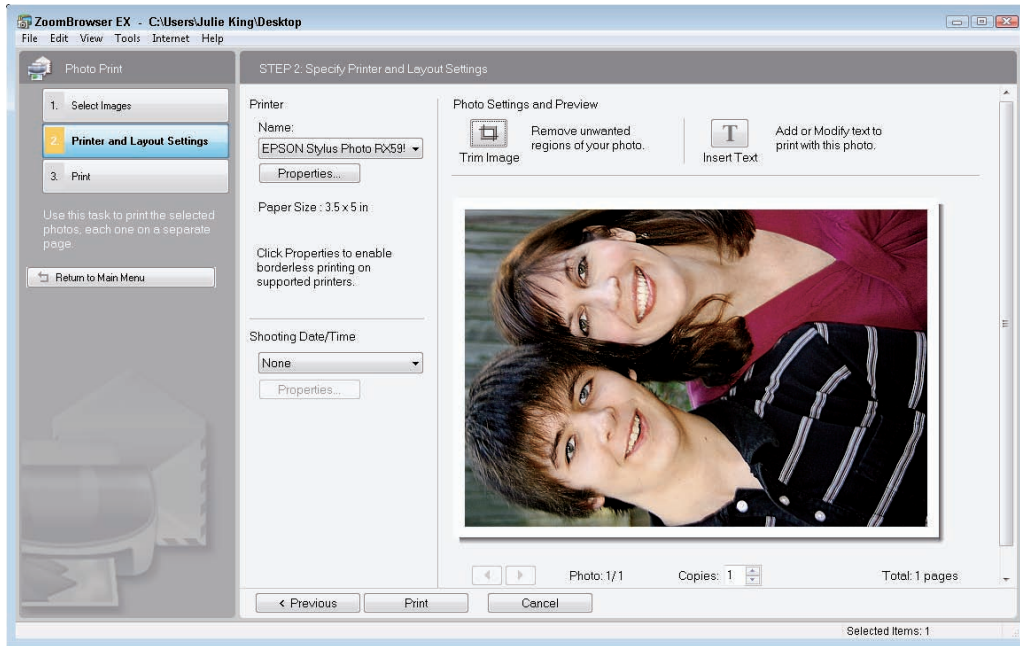 ZoomBrowser EX - C:\Users\Julie King\Desktop
File Edit View Tools Internet Help
Photo Print
1. Select Images
2. Printer and Layout Settings
3. Print
Use this task to print the selected
photos, each one on a separate
page.
Return to Main Menu
STEP 2: Specify Printer and Layout Settings
Printer
Name:
EPSON Stylus Photo RX59
Properties...
Paper Size : 3.5 x 5 in
Click Properties to enable
borderless printing on
supported printers.
Shooting Date/Time
None
Properties...
Photo Settings and Preview
Trim Image
Remove unwanted
regions of your photo.
T
Insert Text
Add or Modify text to
print with this photo.
Photo: 1/1
Copies: 1
Total: 1 pages
< Previous
Print
Cancel
Selected Items: 1